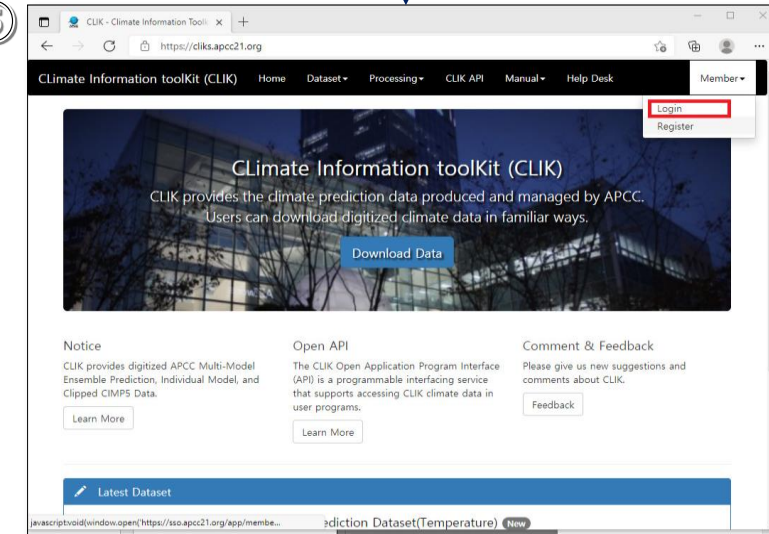 5
CLIK - Climate Information Toolk
https://cliks.apcc21.org
CLimate Information toolKit (CLIK) Home Dataset Processing CLIK API Manual Help Desk Member
Login
Register
CLimate Information toolKit (CLIK)
CLIK provides the climate prediction data produced and managed by APCC.
Users can download digitized climate data in familiar ways.
Download Data
Notice
CLIK provides digitized APCC Multi-Model
Ensemble Prediction, Individual Model, and
Clipped CIMP5 Data.
Learn More
Open API
The CLIK Open Application Program Interface
(API) is a programmable interfacing service
that supports accessing CLIK climate data in
user programs.
Learn More
Comment & Feedback
Please give us new suggestions and
comments about CLIK.
Feedback
Latest Dataset
ediction Dataset(Temperature) New
javascript:void(window.open('https://sso.apcc21.org/app/membe...